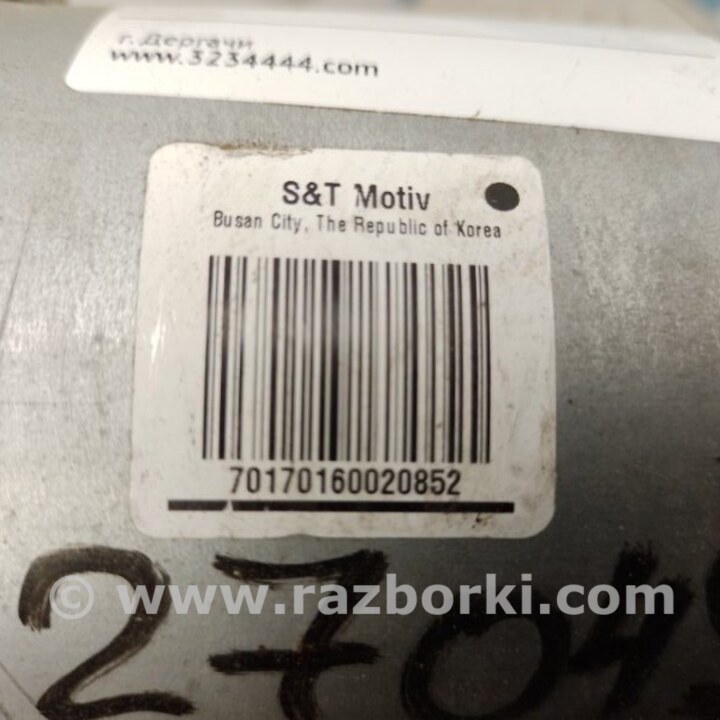 г. Дергачи
www.3234444.com
S&T Motiv
Busan City, The Republic of Korea
70170160020852
© www.razborki.com